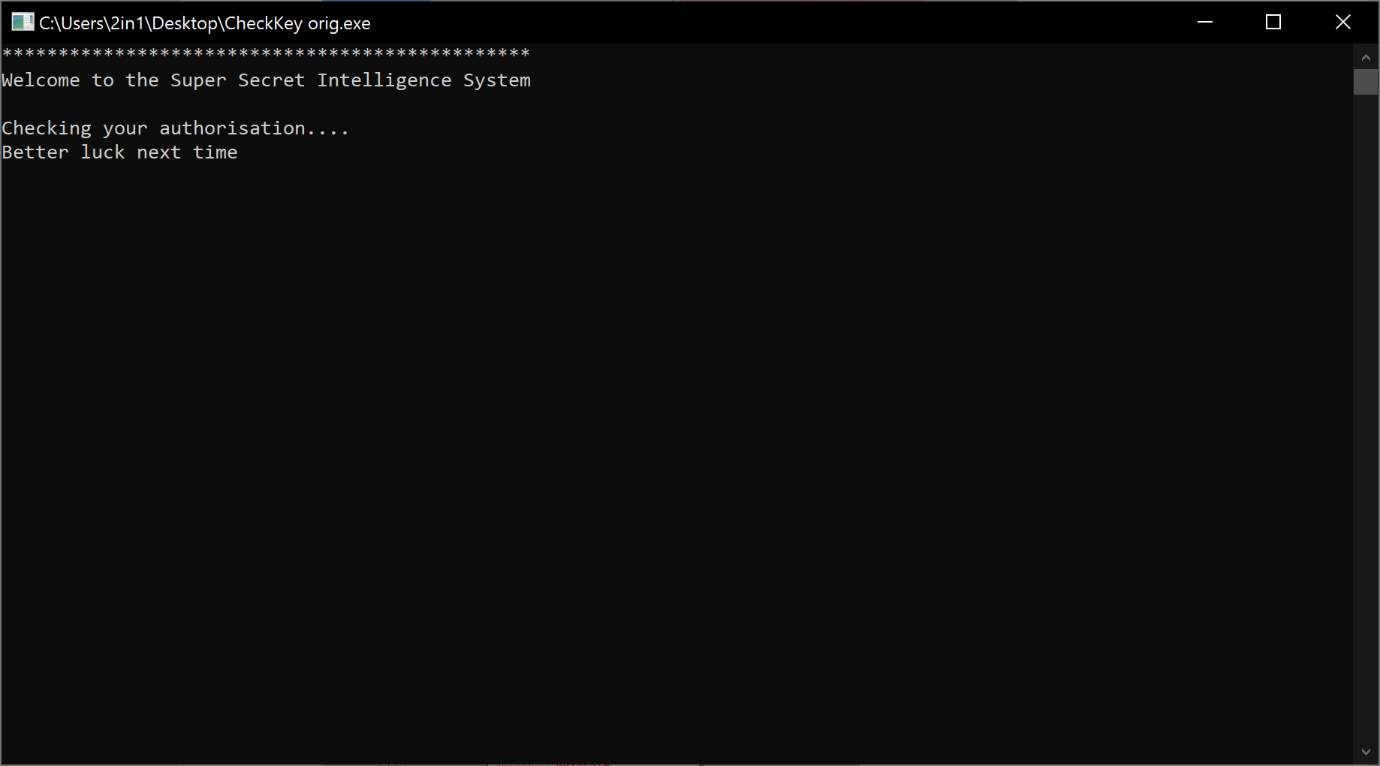 C:\Users\2in1\Desktop\CheckKey orig.exe
***********************************************
Welcome to the Super Secret Intelligence System
Checking your authorisation....
Better luck next time